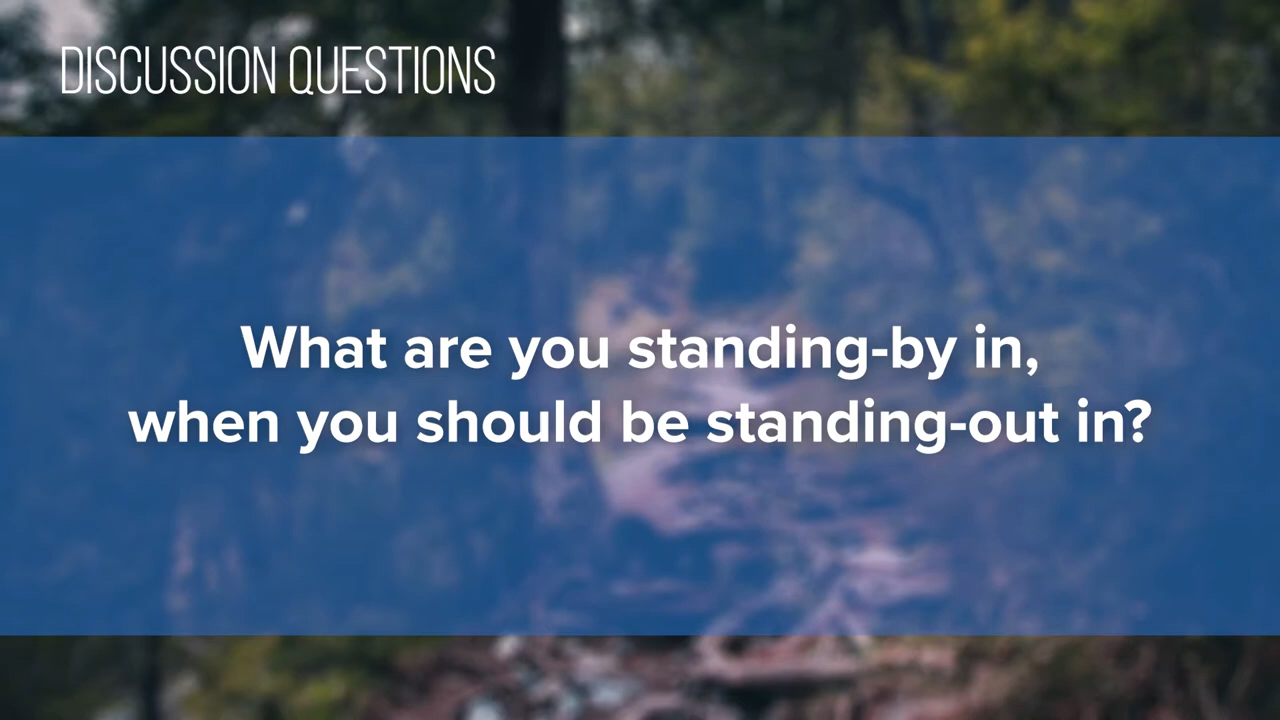 DISCUSSION QUESTIONS
What are you standing-by in,
when you should be standing-out in?